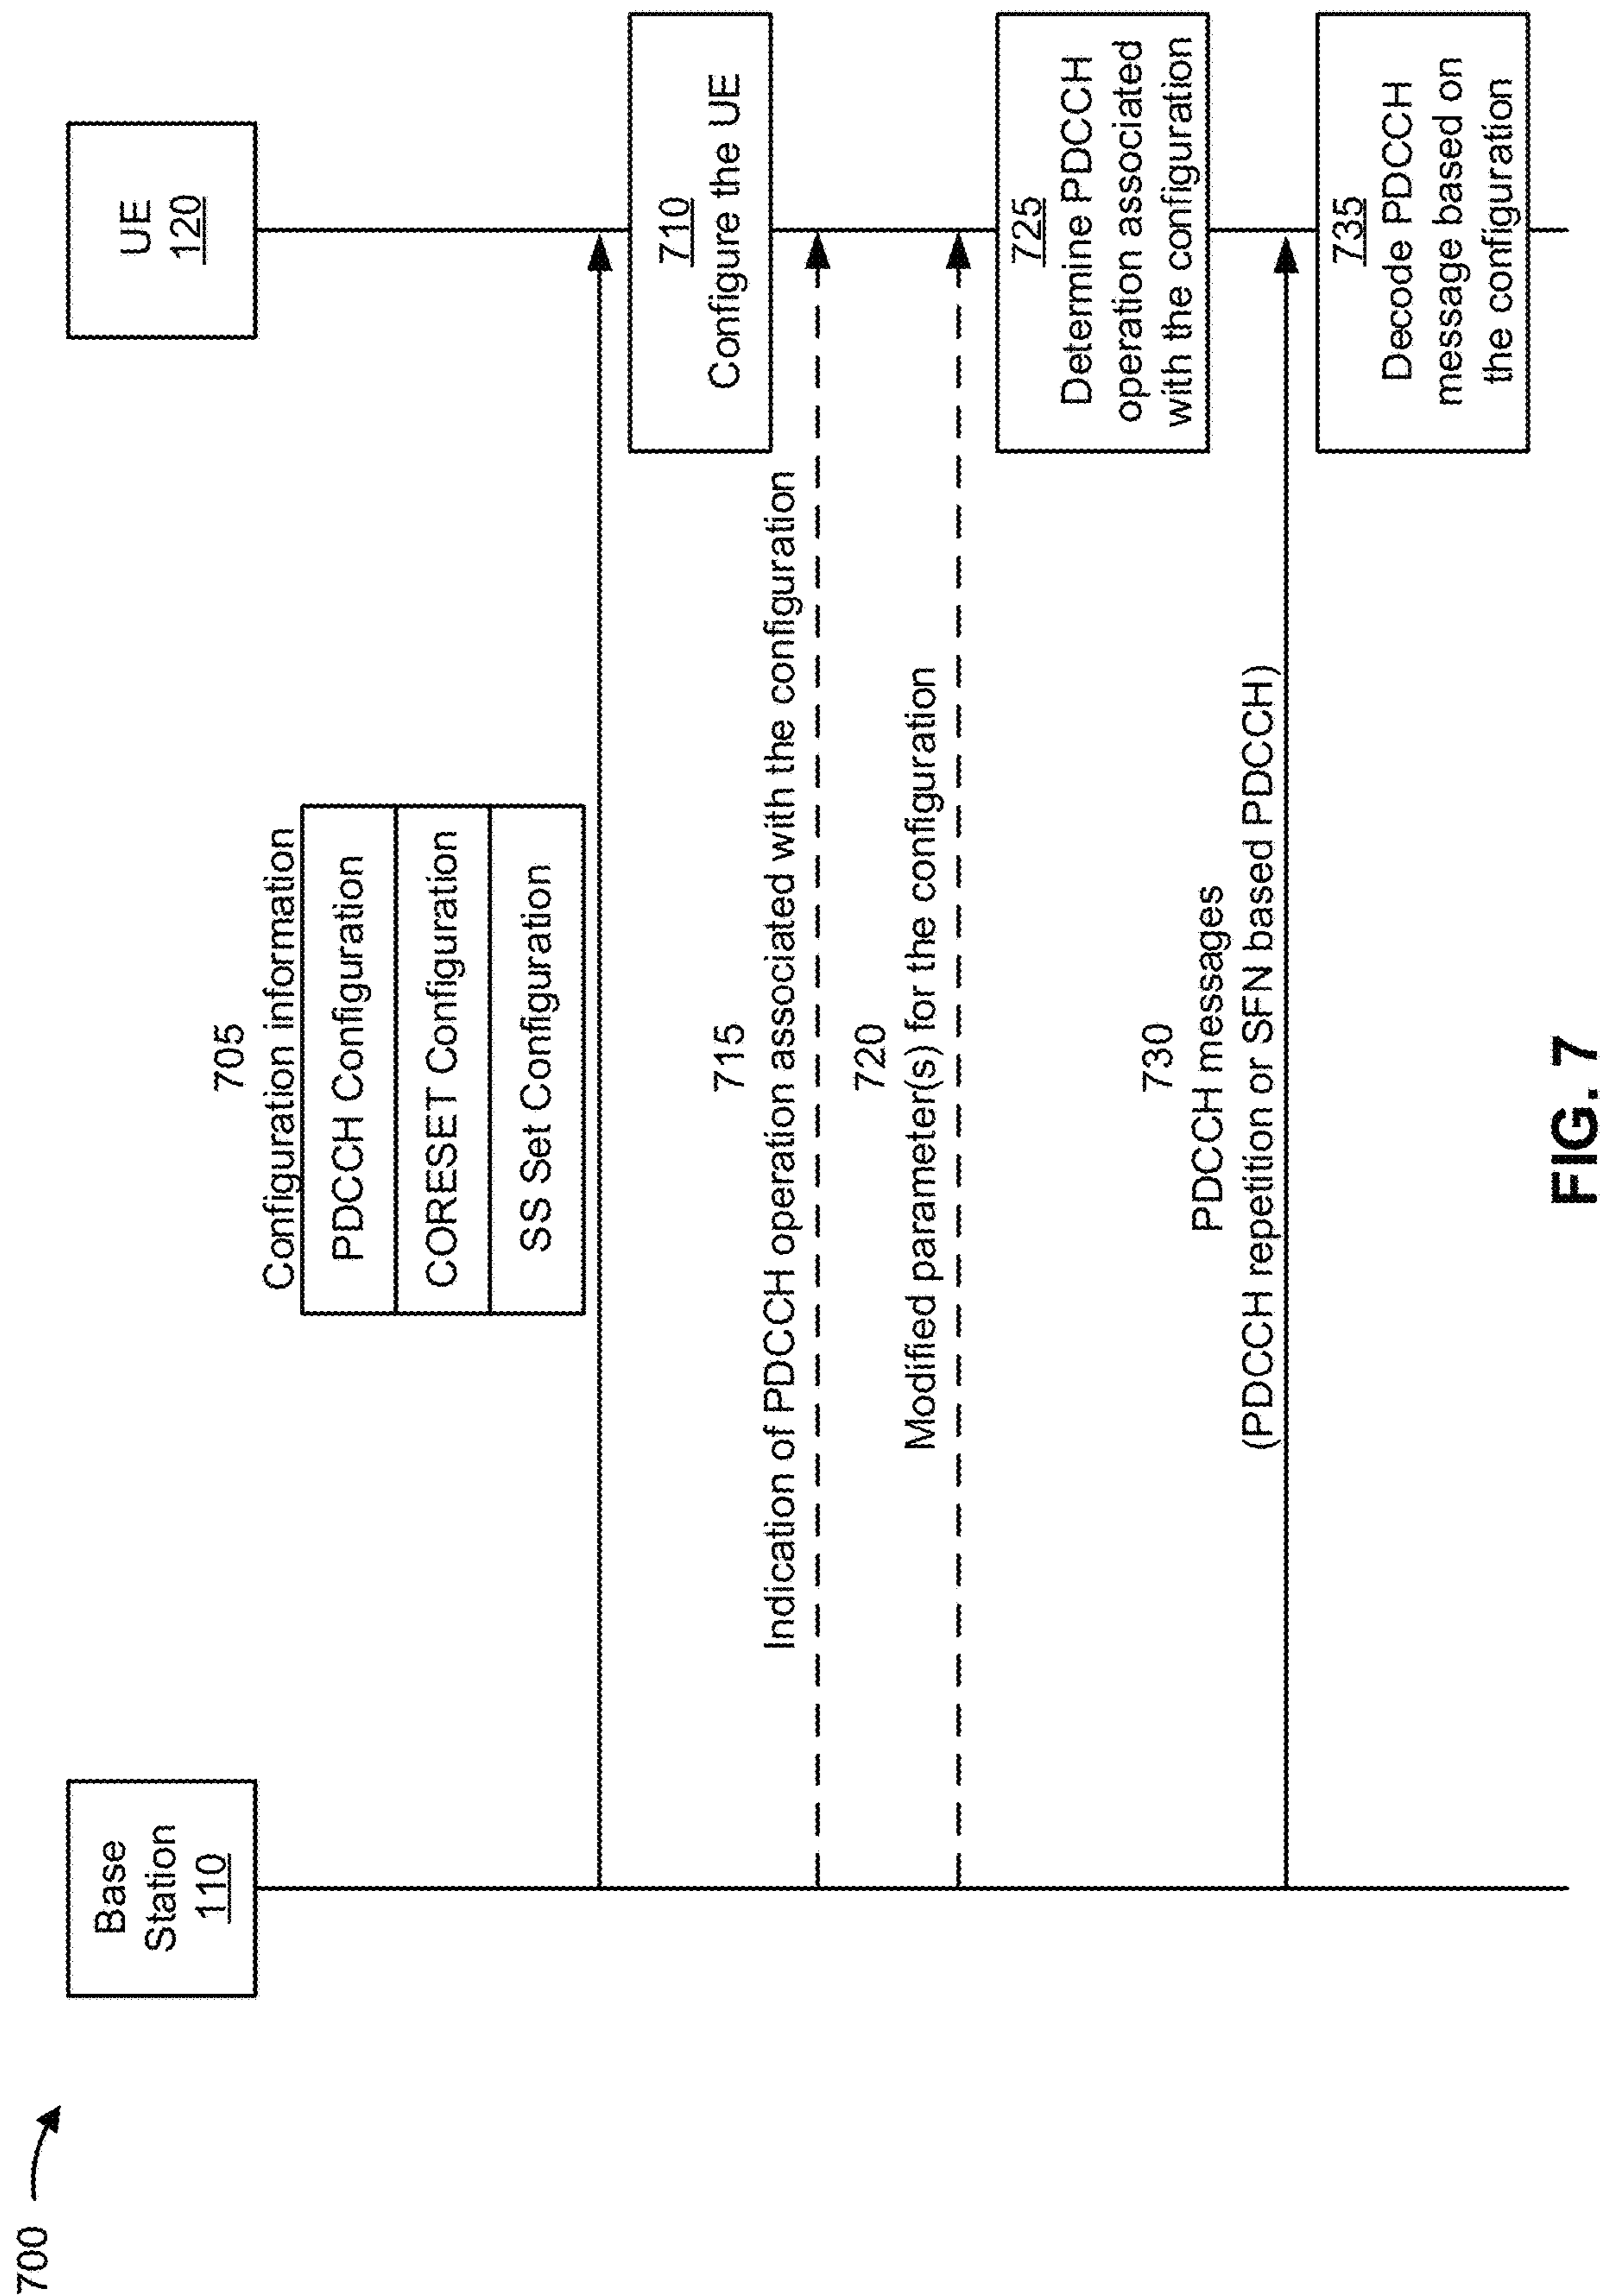 700
Base
Station
110
UE
120
705
Configuration information
PDCCH Configuration
CORESET Configuration
SS Set Configuration
710
Configure the UE
715
Indication of PDCCH operation associated with the configuration
720
Modified parameter(s) for the configuration
725
Determine PDCCH
operation associated
with the configuration
730
PDCCH messages
(PDCCH repetition or SFN based PDCCH)
735
Decode PDCCH
message based on
the configuration
FIG. 7